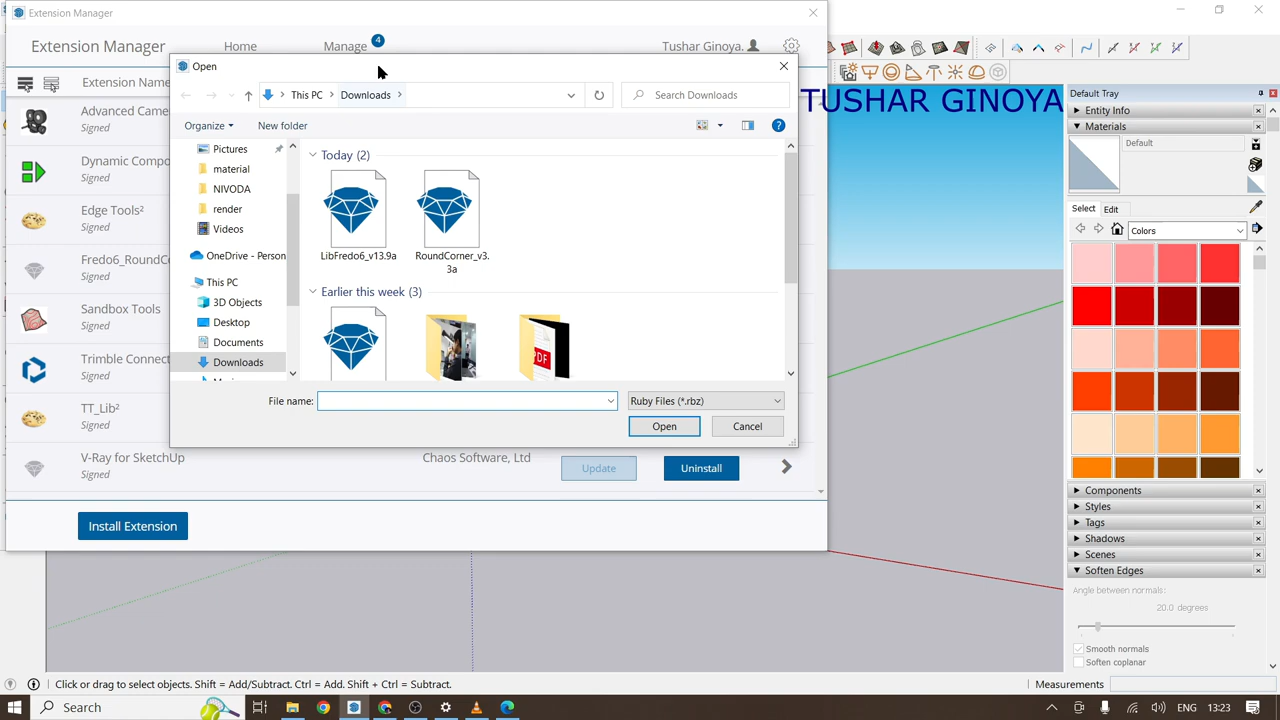 Extension Manager
Extension Manager
Home
Manage
4
Tushar Ginoya.
Extension Name
Advanced Came
Signed
Dynamic Compo
Signed
Edge Tools²
Signed
Fredo6_RoundCo
Signed
Sandbox Tools
Signed
Trimble Connect
Signed
TT_Lib²
Signed
V-Ray for SketchUp
Signed
Chaos Software, Ltd
Update
Uninstall
Install Extension
Open
This PC
Downloads
Search Downloads
Organize
New folder
Pictures
material
NIVODA
render
Videos
OneDrive - Person
This PC
3D Objects
Desktop
Documents
Downloads
Today (2)
LibFredo6_v13.9a
RoundCorner_v3.
3a
Earlier this week (3)
PDF
File name:
Ruby Files (*.rbz)
Open
Cancel
TUSHAR GINOYA
Default Tray
Entity Info
Materials
Default
Select
Edit
Colors
Components
Styles
Tags
Shadows
Scenes
Soften Edges
Angle between normals:
20.0 degrees
Smooth normals
Soften coplanar
Click or drag to select objects. Shift = Add/Subtract. Ctrl = Add. Shift + Ctrl = Subtract.
Measurements
Search
ENG
13:23